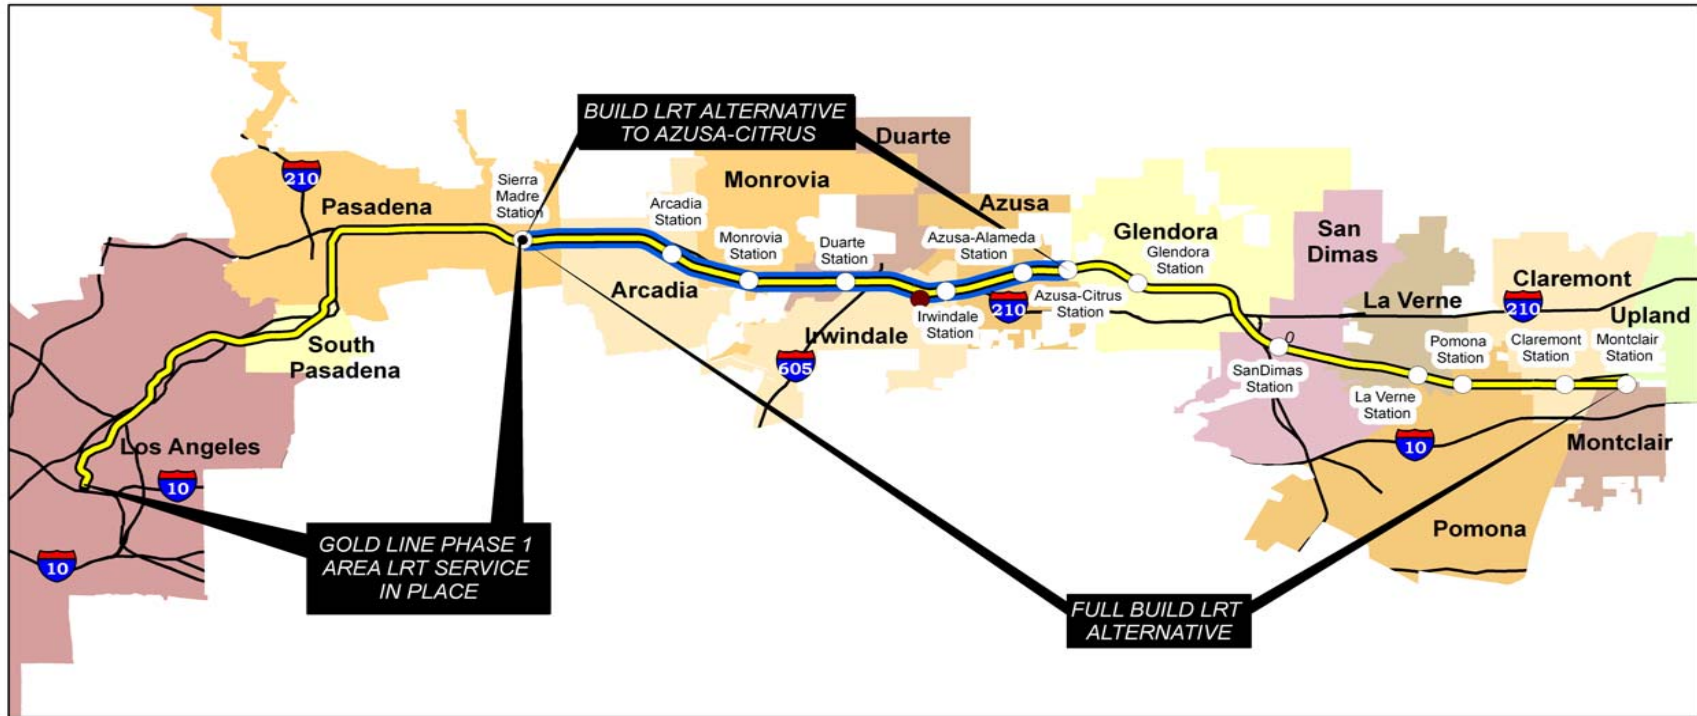 BUILD LRT ALTERNATIVE
TO AZUSA-CITRUS
Duarte
Monrovia
210
Pasadena
Sierra
Madre
Station
Arcadia
Station
Monrovia
Station
Duarte
Station
Azusa
Azusa-Alameda
Station
Glendora
Glendora
Station
San
Dimas
Claremont
La Verne
210
Upland
Arcadia
Irwindale
Irwindale
Station
210
Azusa-Citrus
Station
605
South
Pasadena
0
SanDimas
Station
Pomona
Station
Claremont
Station
Montclair
Station
La Verne
Station
Los Angeles
10
10
Montclair
10
Pomona
GOLD LINE PHASE 1
AREA LRT SERVICE
IN PLACE
FULL BUILD LRT
ALTERNATIVE